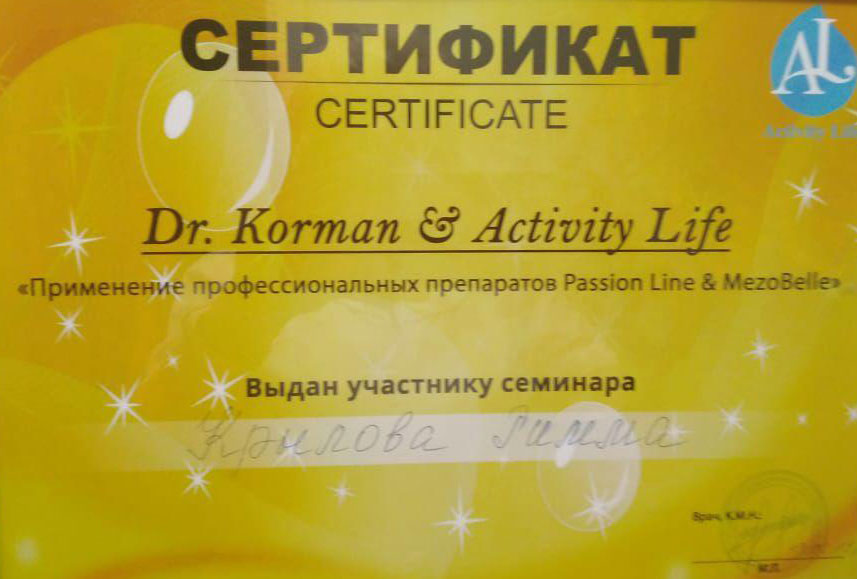 СЕРТИФИКАТ
CERTIFICATE
AL
Activity Life
Dr. Korman & Activity Life
«Применение профессиональных препаратов Passion Line & MezoBelle»
Выдан участнику семинара
Крылова Римма
Врач, К.М.Н.:
М.П.